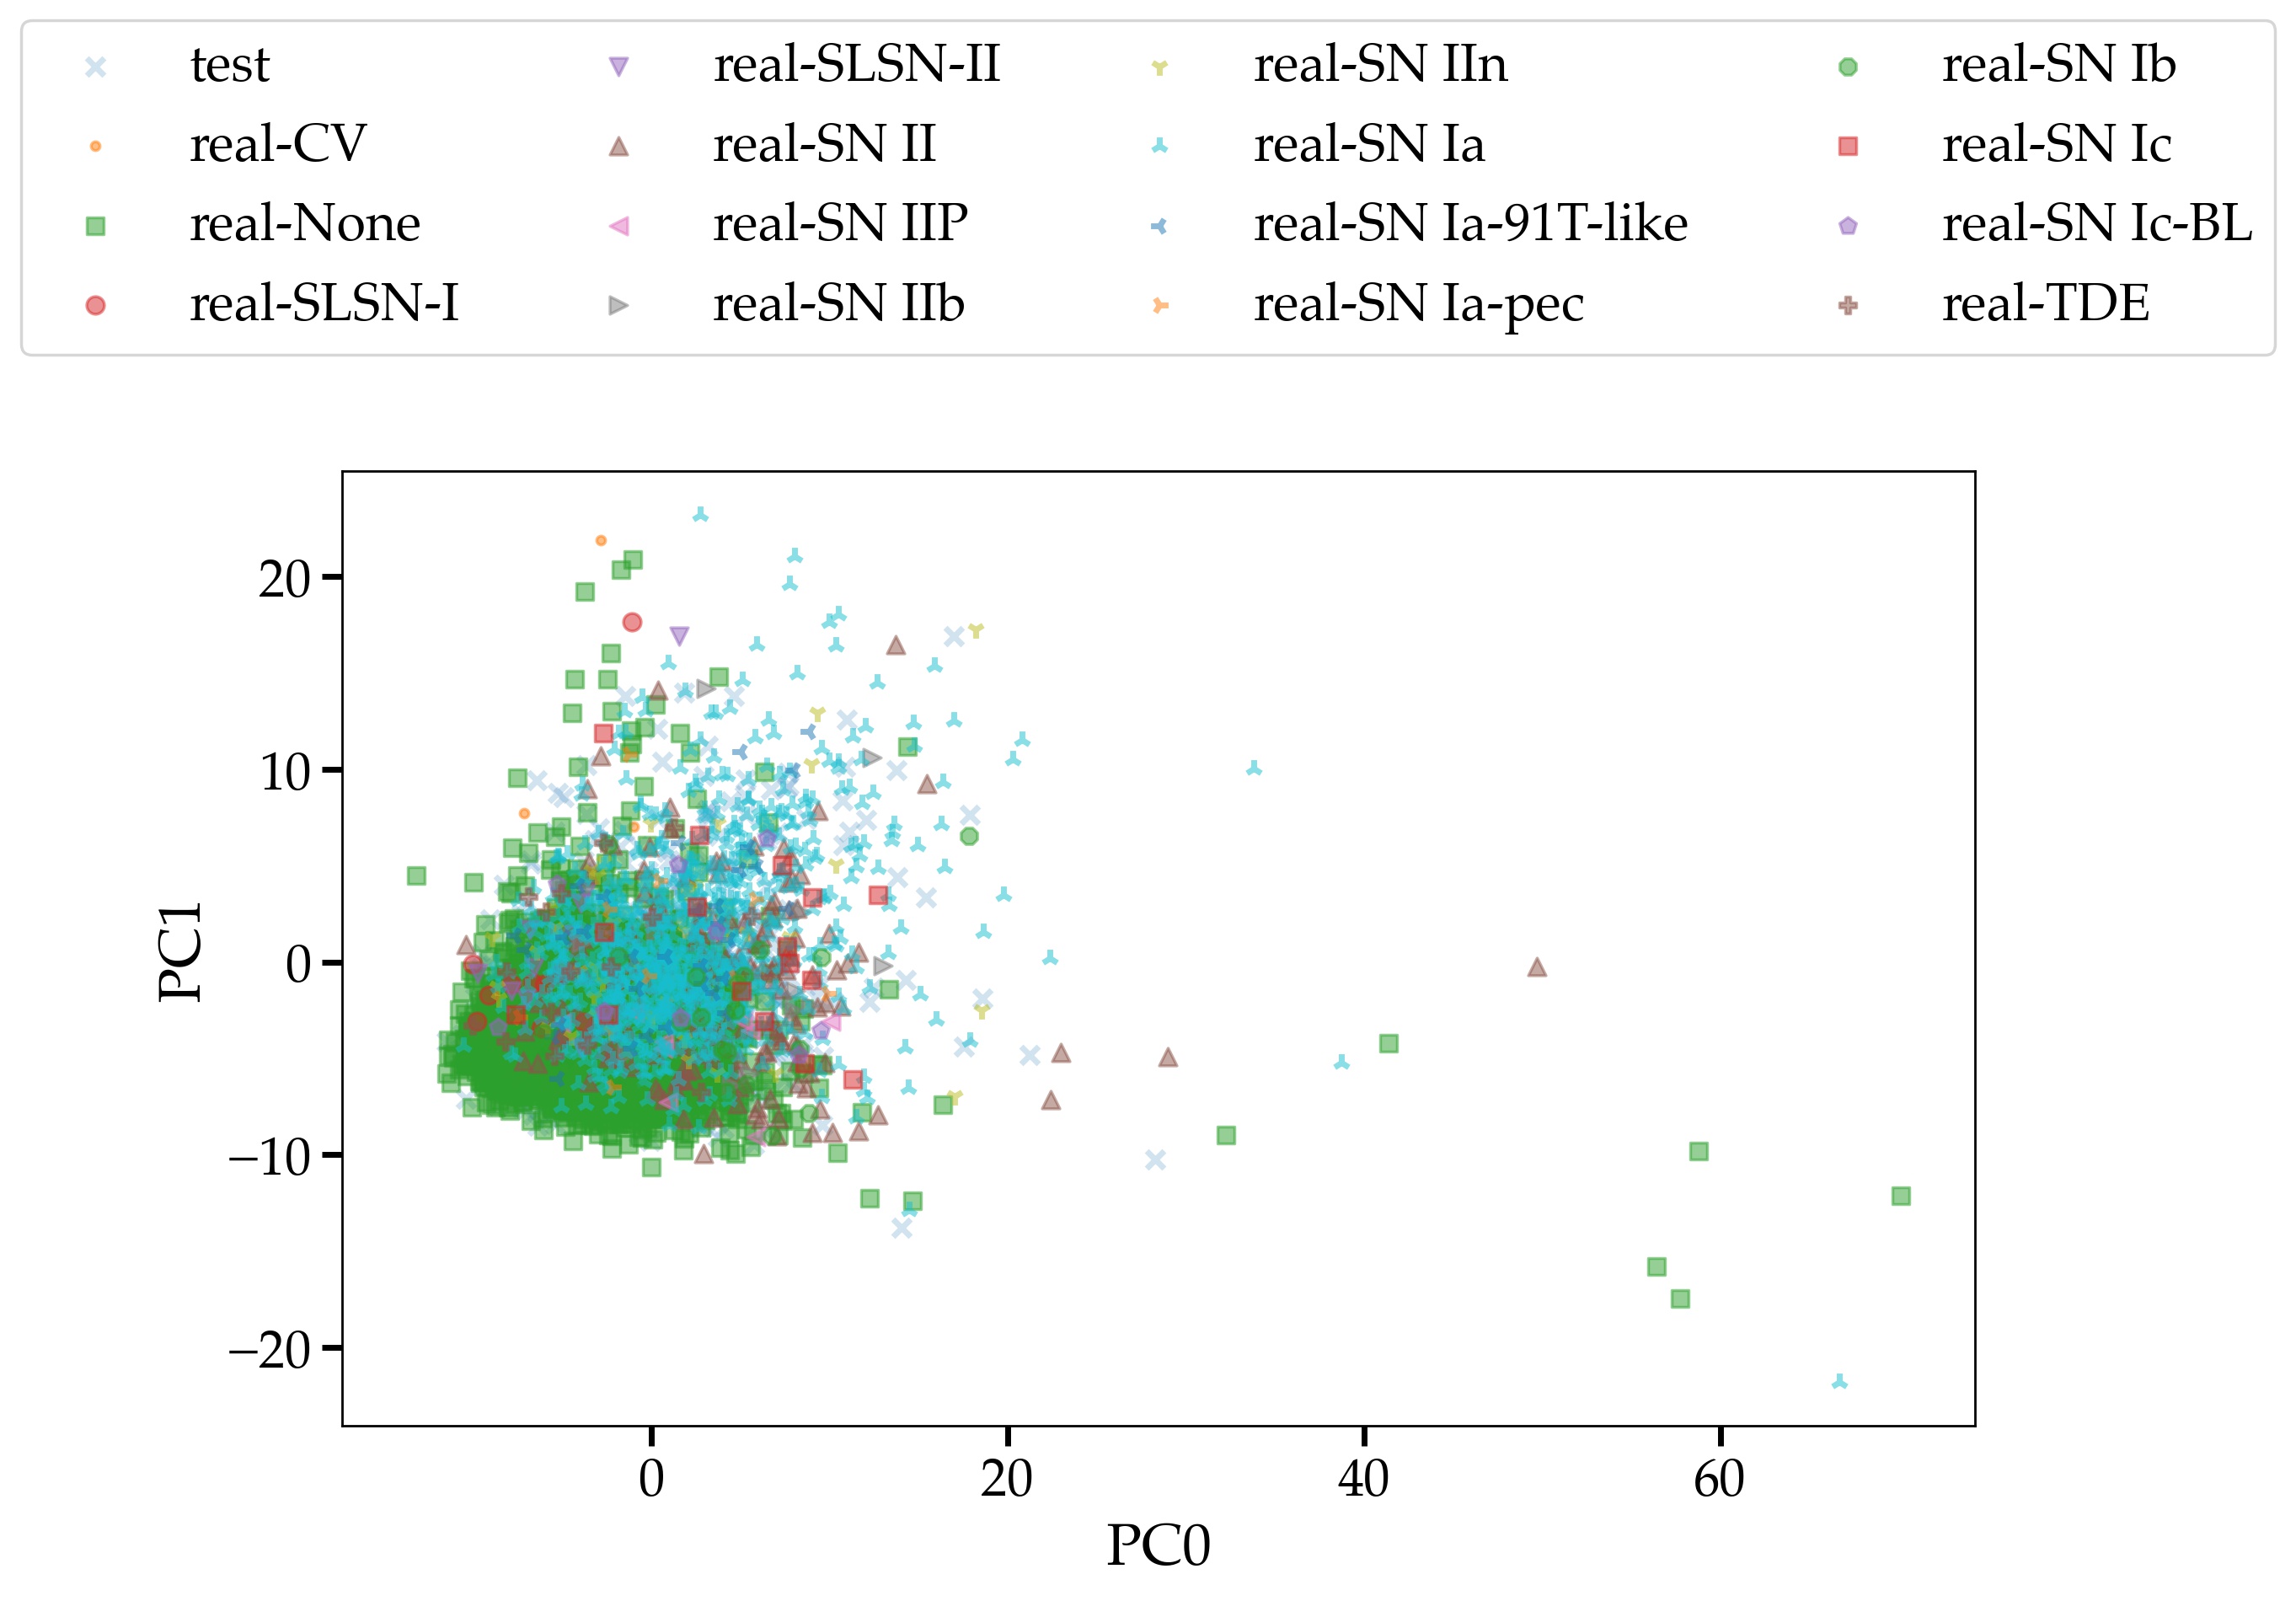 test
real-CV
real-None
real-SLSN-I
real-SLSN-II
real-SN II
real-SN IIP
real-SN IIb
real-SN IIn
real-SN Ia
real-SN Ia-91T-like
real-SN Ia-pec
real-SN Ib
real-SN Ic
real-SN Ic-BL
real-TDE
20
10
0
−10
−20
PC1
0
20
40
60
PC0